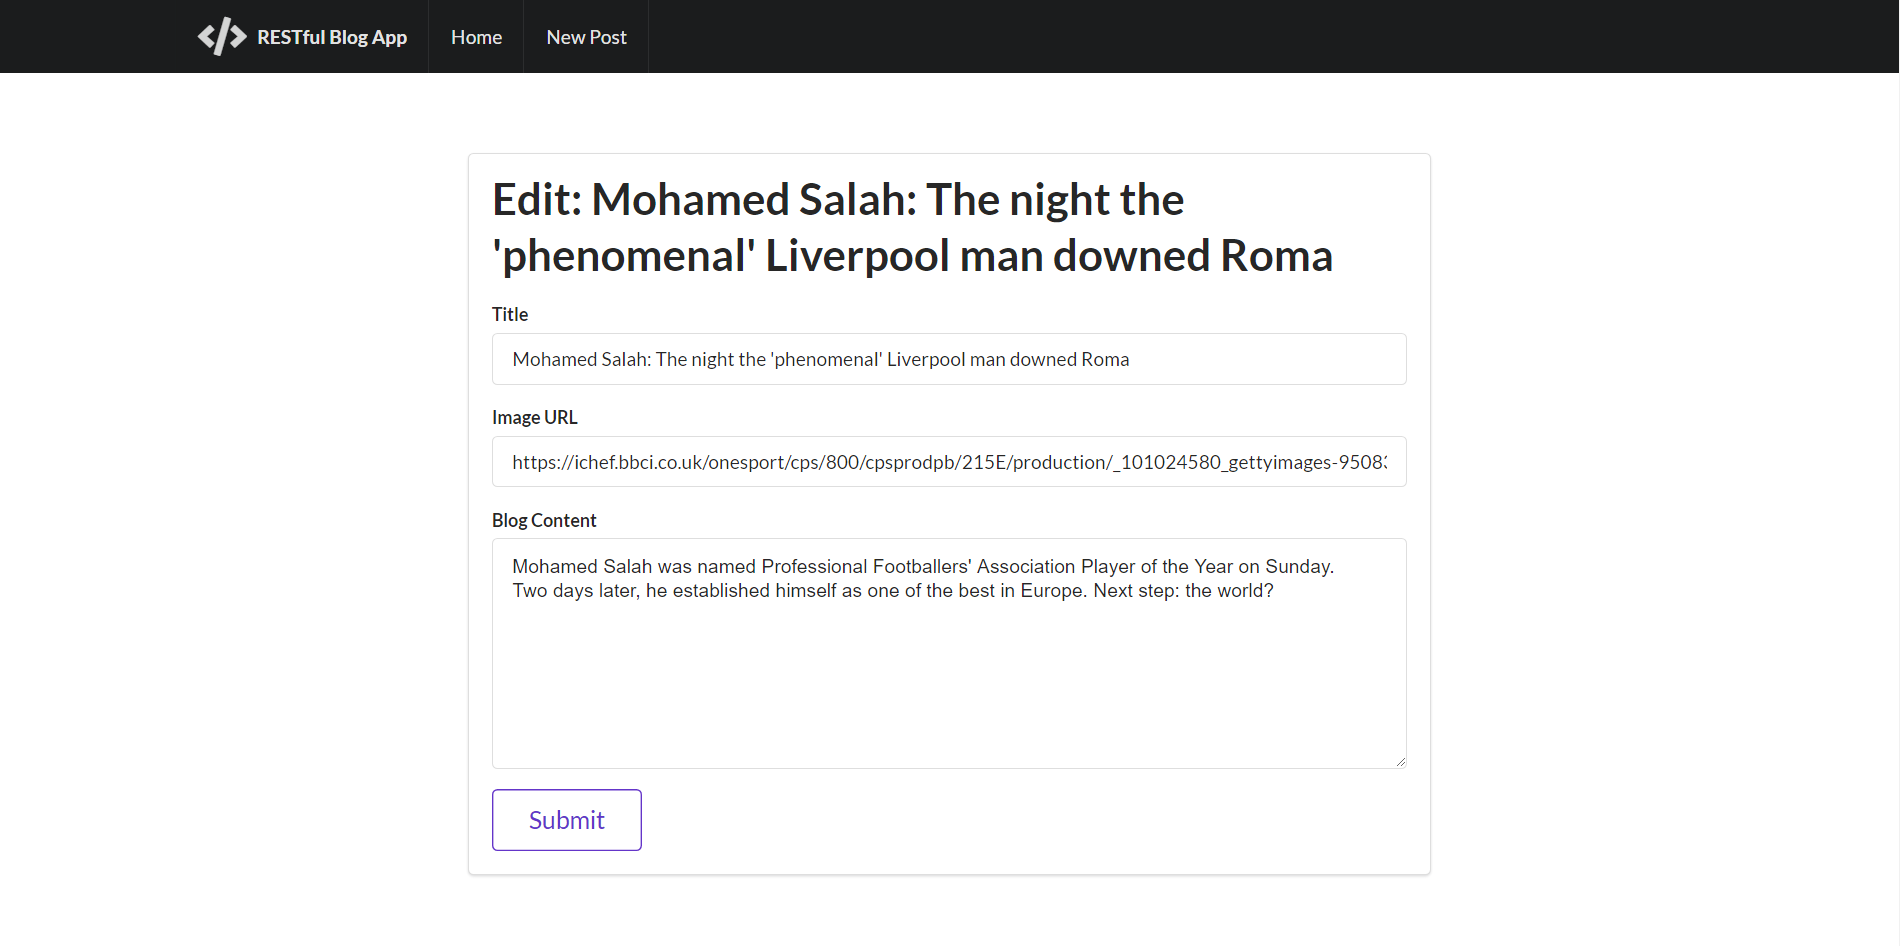 RESTful Blog App
Home
New Post
Edit: Mohamed Salah: The night the
'phenomenal' Liverpool man downed Roma
Title
Mohamed Salah: The night the 'phenomenal' Liverpool man downed Roma
Image URL
https://ichef.bbci.co.uk/onesport/cps/800/cpsprodpb/215E/production/_101024580_gettyimages-9508
Blog Content
Mohamed Salah was named Professional Footballers' Association Player of the Year on Sunday.
Two days later, he established himself as one of the best in Europe. Next step: the world?
Submit